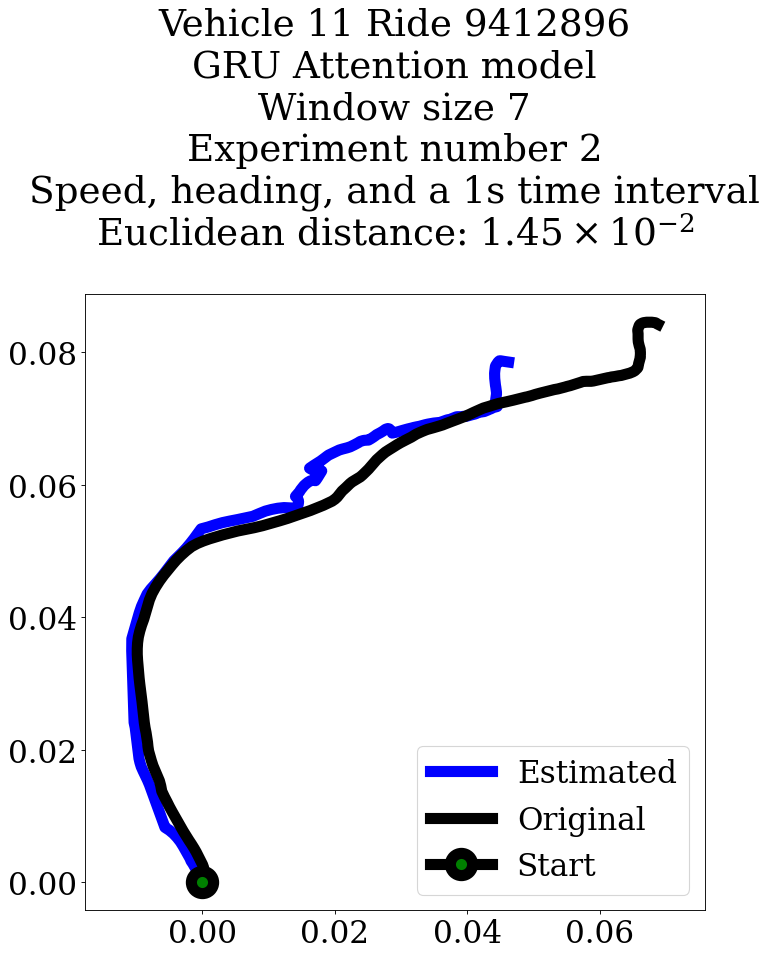 Vehicle 11 Ride 9412896
GRU Attention model
Window size 7
Experiment number 2
Speed, heading, and a 1s time interval
Euclidean distance: 1.45 × 10⁻²
0.08
0.06
0.04
0.02
0.00
Estimated
Original
Start
0.00 0.02 0.04 0.06